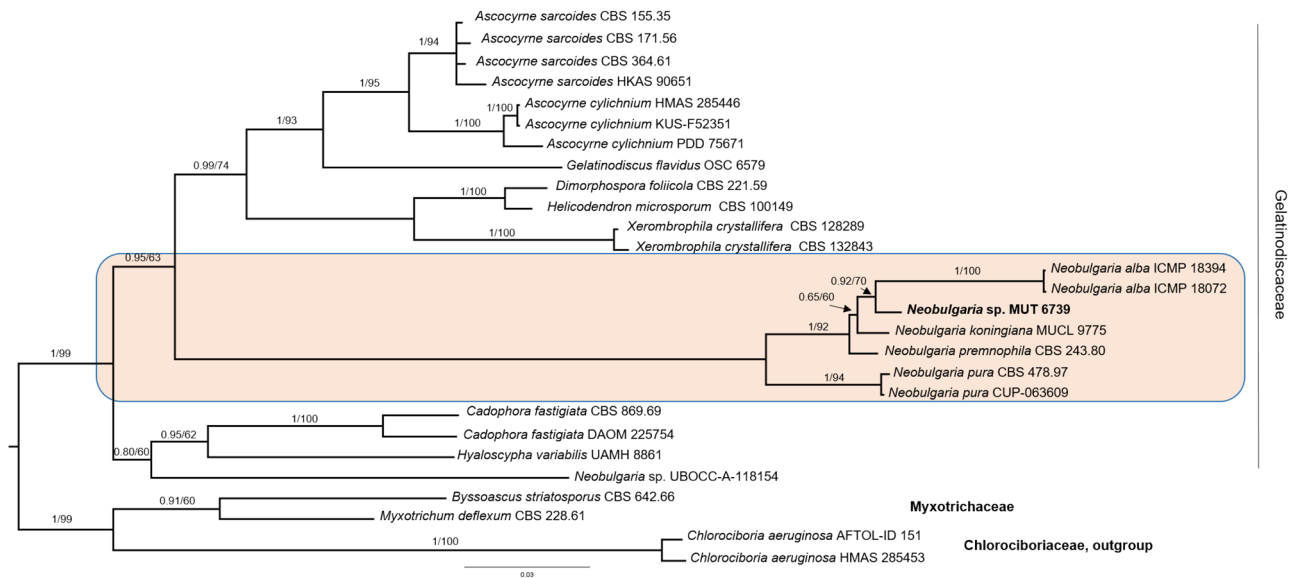 Ascocyrne sarcoides CBS 155.35
1/94
Ascocyrne sarcoides CBS 171.56
Ascocyrne sarcoides CBS 364.61
1/95
Ascocyrne sarcoides HKAS 90651
1/100
Ascocyrne cylichnium HMAS 285446
1/93
1/100
Ascocyrne cylichnium KUS-F52351
Ascocyrne cylichnium PDD 75671
0.99/74
Gelatinodiscus flavidus OSC 6579
1/100
Dimorphospora foliicola CBS 221.59
Helicodendron microsporum CBS 100149
1/100
Xerombrophila crystallifera CBS 128289
Xerombrophila crystallifera CBS 132843
Gelatinodiscaceae
0.95/63
1/100
Neobulgaria alba ICMP 18394
0.92/70
Neobulgaria alba ICMP 18072
0.65/60
Neobulgaria sp. MUT 6739
1/92
Neobulgaria koningiana MUCL 9775
Neobulgaria premnophila CBS 243.80
1/99
1/94
Neobulgaria pura CBS 478.97
Neobulgaria pura CUP-063609
1/100
Cadophora fastigiata CBS 869.69
0.95/62
Cadophora fastigiata DAOM 225754
0.80/60
Hyaloscypha variabilis UAMH 8861
Neobulgaria sp. UBOCC-A-118154
0.91/60
Byssoascus striatosporus CBS 642.66
Myxotrichaceae
1/99
Myxotrichum deflexum CBS 228.61
1/100
Chlorociboria aeruginosa AFTOL-ID 151
Chlorociboriaceae, outgroup
Chlorociboria aeruginosa HMAS 285453
0.03